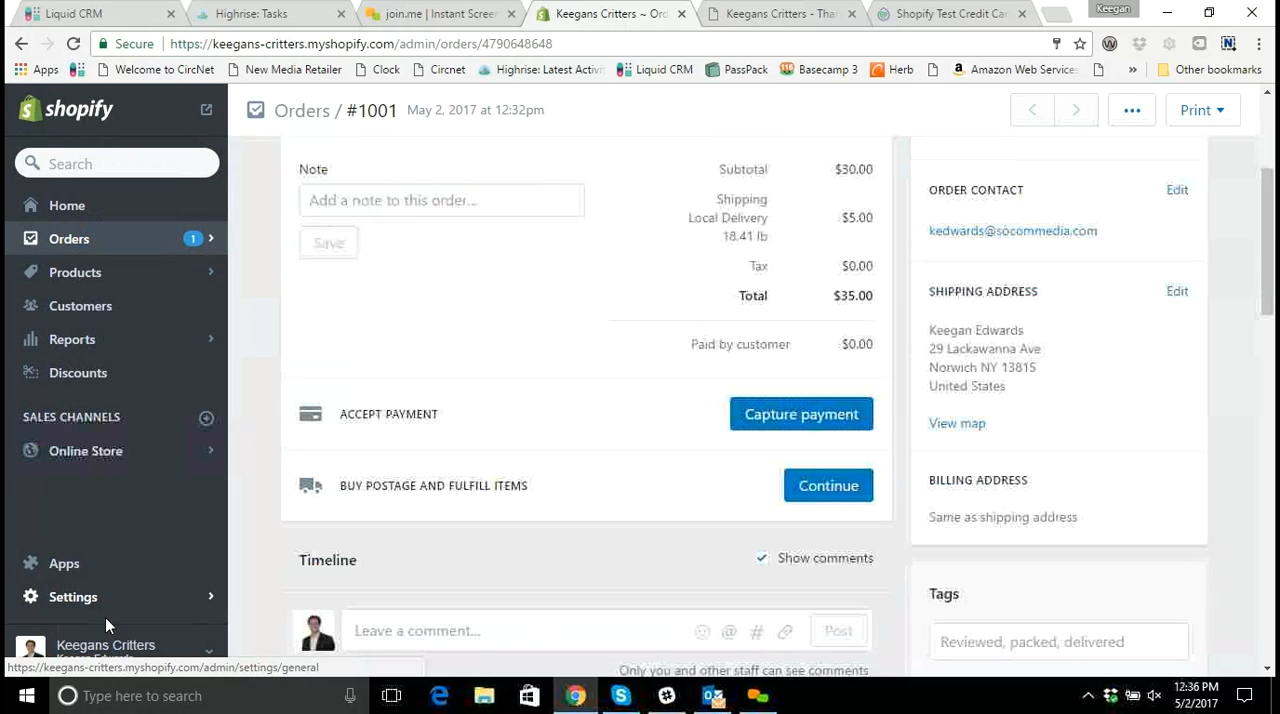 Liquid CRM
Highrise: Tasks
join.me | Instant Screen
Keegans Critters ~ Ord
Keegans Critters - Than
Shopify Test Credit Car
Keegan
Secure
https://keegans-critters.myshopify.com/admin/orders/4790648648
Apps
Welcome to CircNet
New Media Retailer
Clock
Circnet
Highrise: Latest Activi
Liquid CRM
PassPack
Basecamp 3
Herb
Amazon Web Services
Other bookmarks
shopify
Orders / #1001 May 2, 2017 at 12:32pm
Print
Search
Home
Orders 1
Products
Customers
Reports
Discounts
SALES CHANNELS
Online Store
Apps
Settings
Keegans Critters
https://keegans-critters.myshopify.com/admin/settings/general
Note
Add a note to this order...
Save
Subtotal $30.00
Shipping
Local Delivery $5.00
18.41 lb
Tax $0.00
Total $35.00
Paid by customer $0.00
ACCEPT PAYMENT
Capture payment
BUY POSTAGE AND FULFILL ITEMS
Continue
Timeline
Show comments
Leave a comment...
Post
Only you and other staff can see comments
ORDER CONTACT
Edit
kedwards@socommedia.com
SHIPPING ADDRESS
Edit
Keegan Edwards
29 Lackawanna Ave
Norwich NY 13815
United States
View map
BILLING ADDRESS
Same as shipping address
Tags
Reviewed, packed, delivered
Type here to search
12:36 PM
5/2/2017